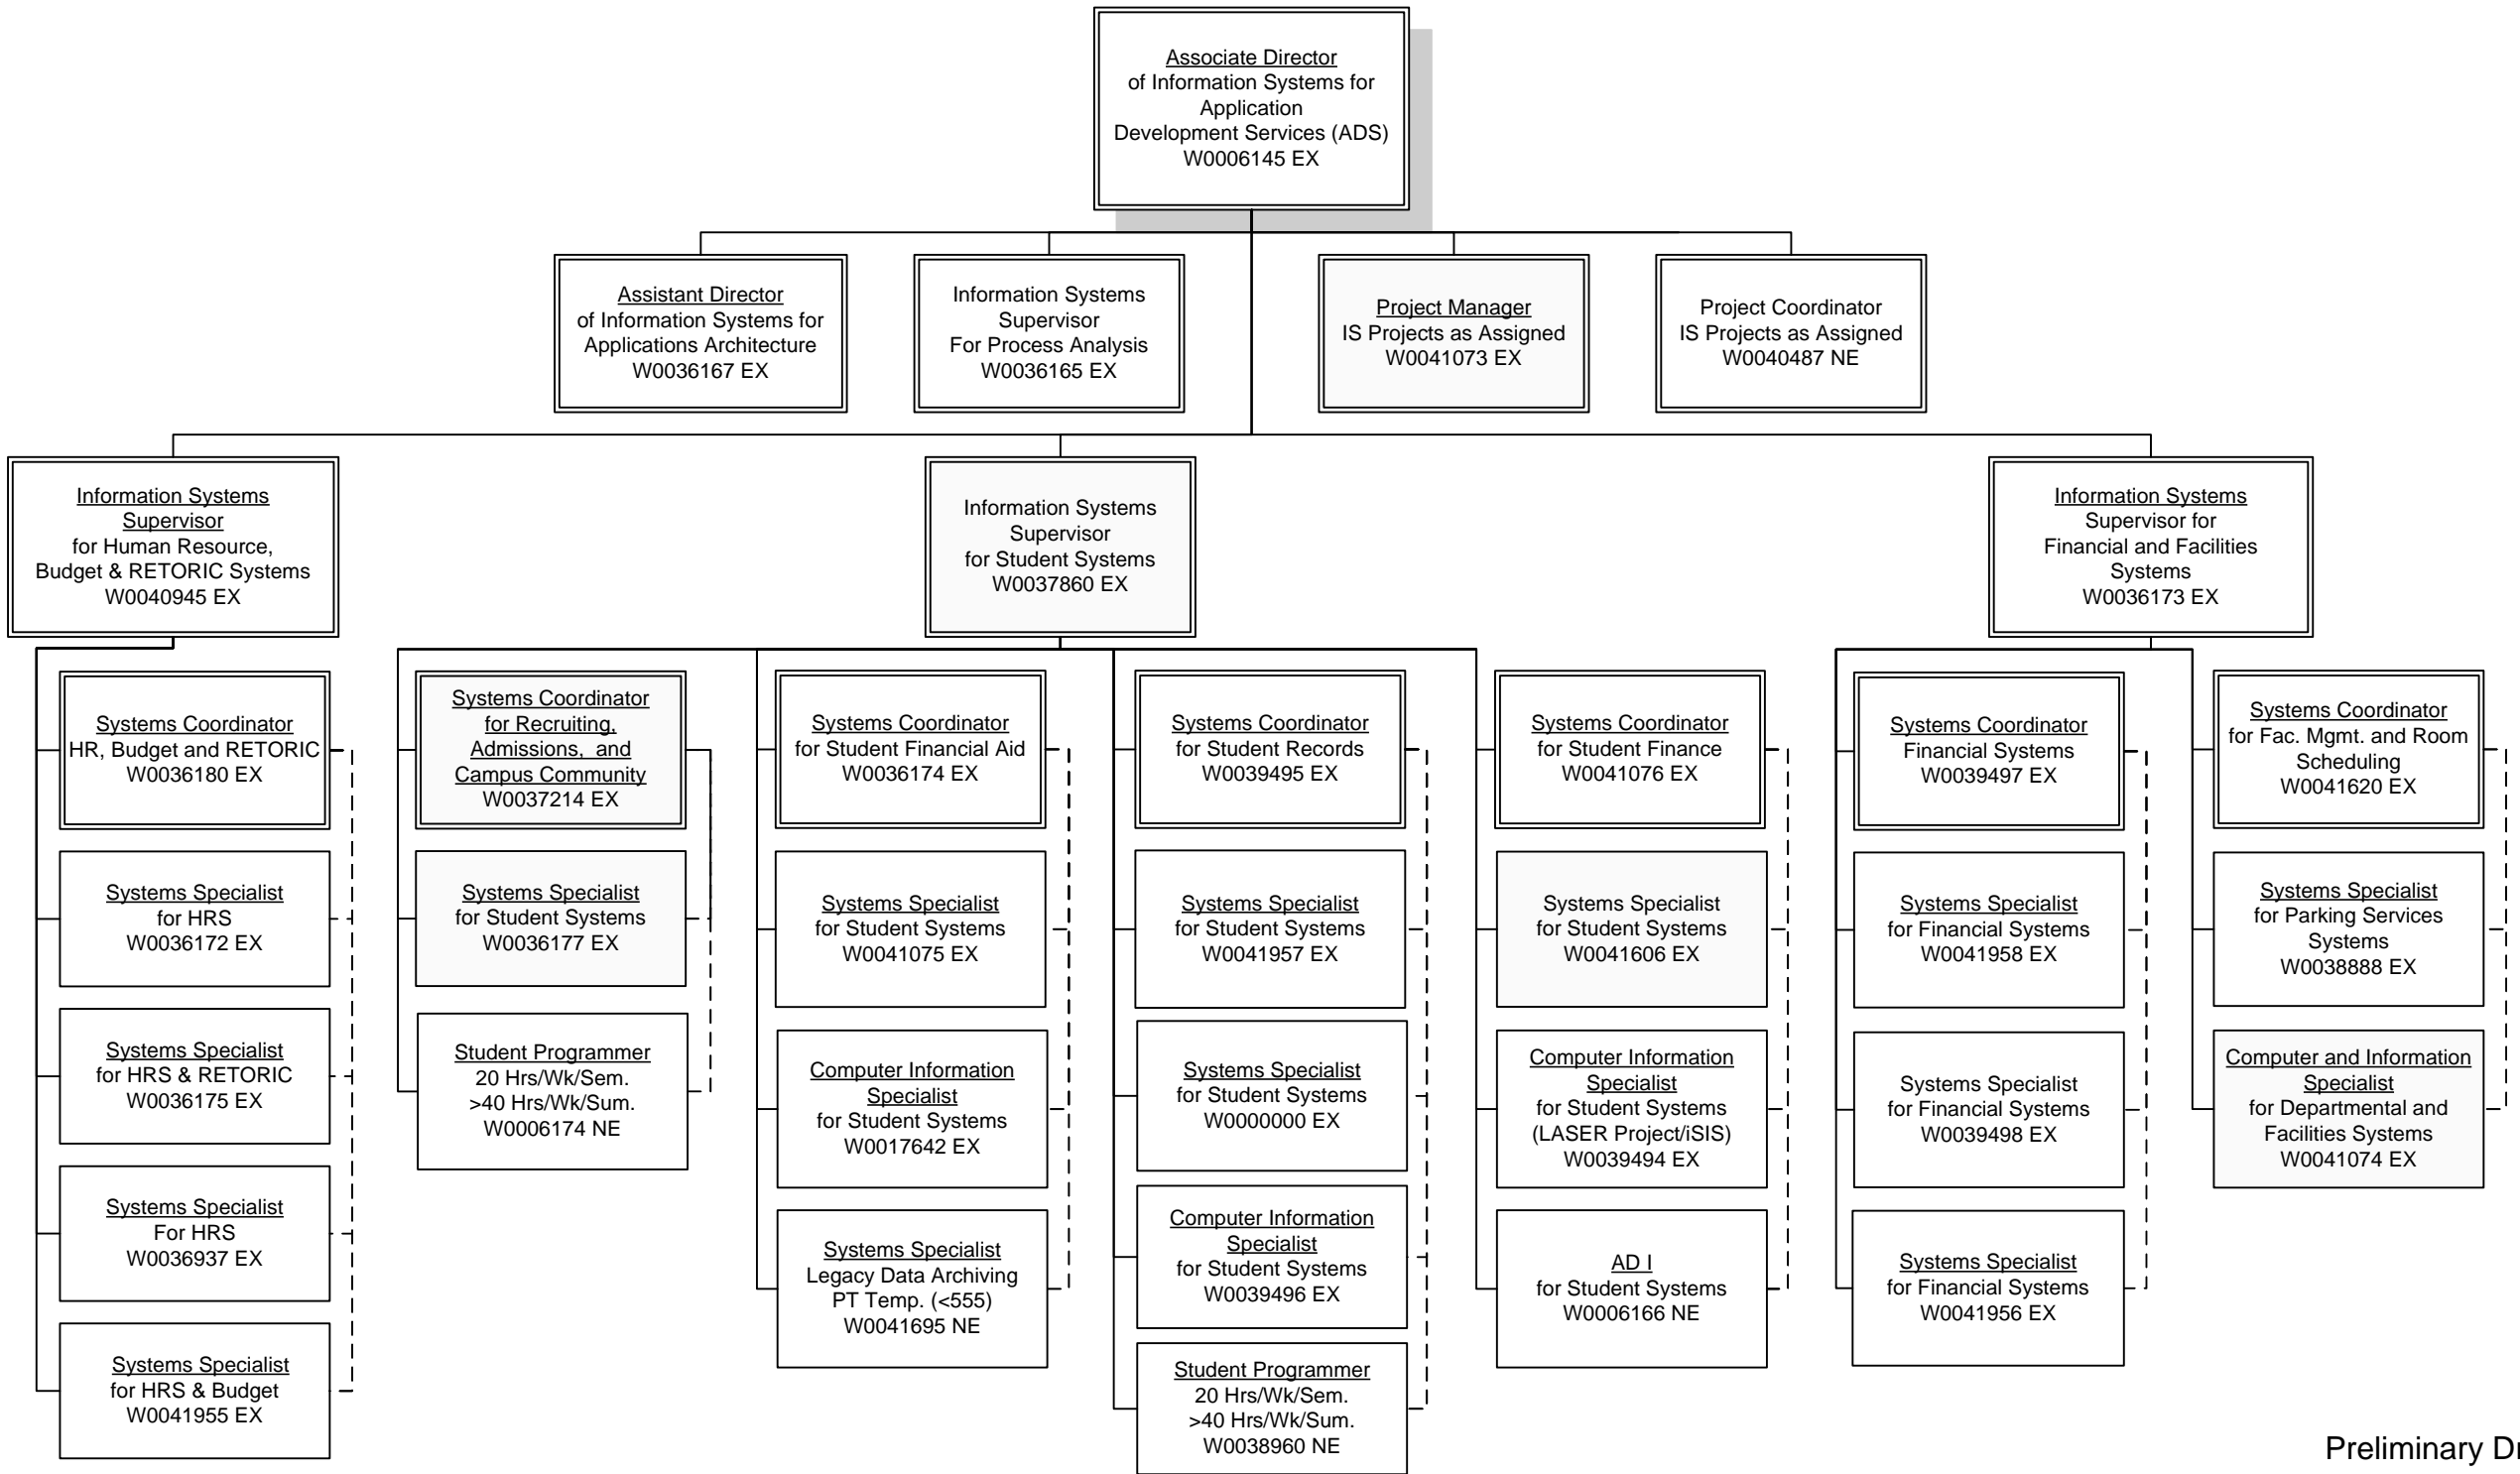 Associate Director
of Information Systems for
Application
Development Services (ADS)
W0006145 EX
Assistant Director
of Information Systems for
Applications Architecture
W0036167 EX
Information Systems
Supervisor
For Process Analysis
W0036165 EX
Project Manager
IS Projects as Assigned
W0041073 EX
Project Coordinator
IS Projects as Assigned
W0040487 NE
Information Systems
Supervisor
for Human Resource,
Budget & RETORIC Systems
W0040945 EX
Information Systems
Supervisor
for Student Systems
W0037860 EX
Information Systems
Supervisor for
Financial and Facilities
Systems
W0036173 EX
Systems Coordinator
HR, Budget and RETORIC
W0036180 EX
Systems Specialist
for HRS
W0036172 EX
Systems Specialist
for HRS & RETORIC
W0036175 EX
Systems Specialist
For HRS
W0036937 EX
Systems Specialist
for HRS & Budget
W0041955 EX
Systems Coordinator
for Recruiting,
Admissions, and
Campus Community
W0037214 EX
Systems Specialist
for Student Systems
W0036177 EX
Student Programmer
20 Hrs/Wk/Sem.
>40 Hrs/Wk/Sum.
W0006174 NE
Systems Coordinator
for Student Financial Aid
W0036174 EX
Systems Specialist
for Student Systems
W0041075 EX
Computer Information
Specialist
for Student Systems
W0017642 EX
Systems Specialist
Legacy Data Archiving
PT Temp. (<555)
W0041695 NE
Systems Coordinator
for Student Records
W0039495 EX
Systems Specialist
for Student Systems
W0041957 EX
Systems Specialist
for Student Systems
W0000000 EX
Computer Information
Specialist
for Student Systems
W0039496 EX
Student Programmer
20 Hrs/Wk/Sem.
>40 Hrs/Wk/Sum.
W0038960 NE
Systems Coordinator
for Student Finance
W0041076 EX
Systems Specialist
for Student Systems
W0041606 EX
Computer Information
Specialist
for Student Systems
(LASER Project/iSIS)
W0039494 EX
AD I
for Student Systems
W0006166 NE
Systems Coordinator
Financial Systems
W0039497 EX
Systems Specialist
for Financial Systems
W0041958 EX
Systems Specialist
for Financial Systems
W0039498 EX
Systems Specialist
for Financial Systems
W0041956 EX
Systems Coordinator
for Fac. Mgmt. and Room
Scheduling
W0041620 EX
Systems Specialist
for Parking Services
Systems
W0038888 EX
Computer and Information
Specialist
for Departmental and
Facilities Systems
W0041074 EX
Preliminary